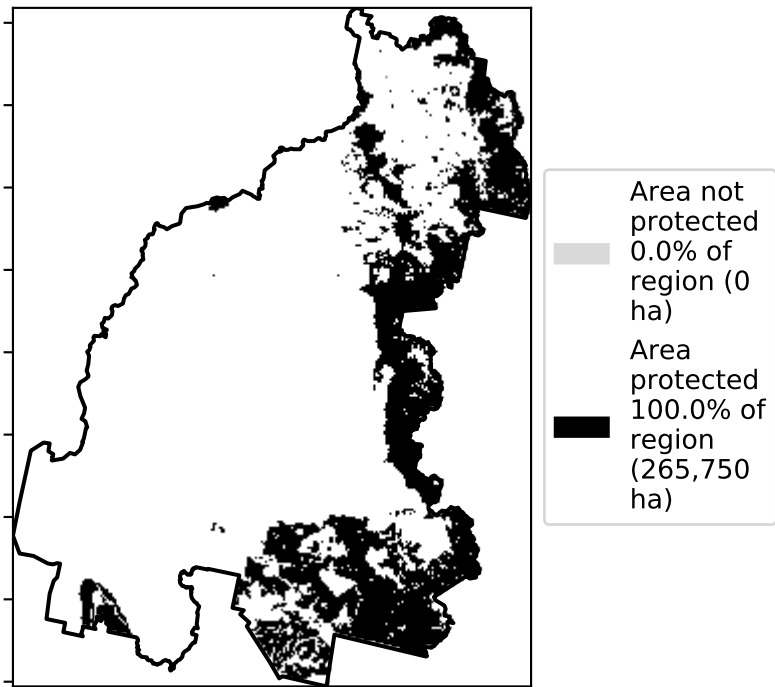 Area not
protected
0.0% of
region (0
ha)
Area
protected
100.0% of
region
(265,750
ha)